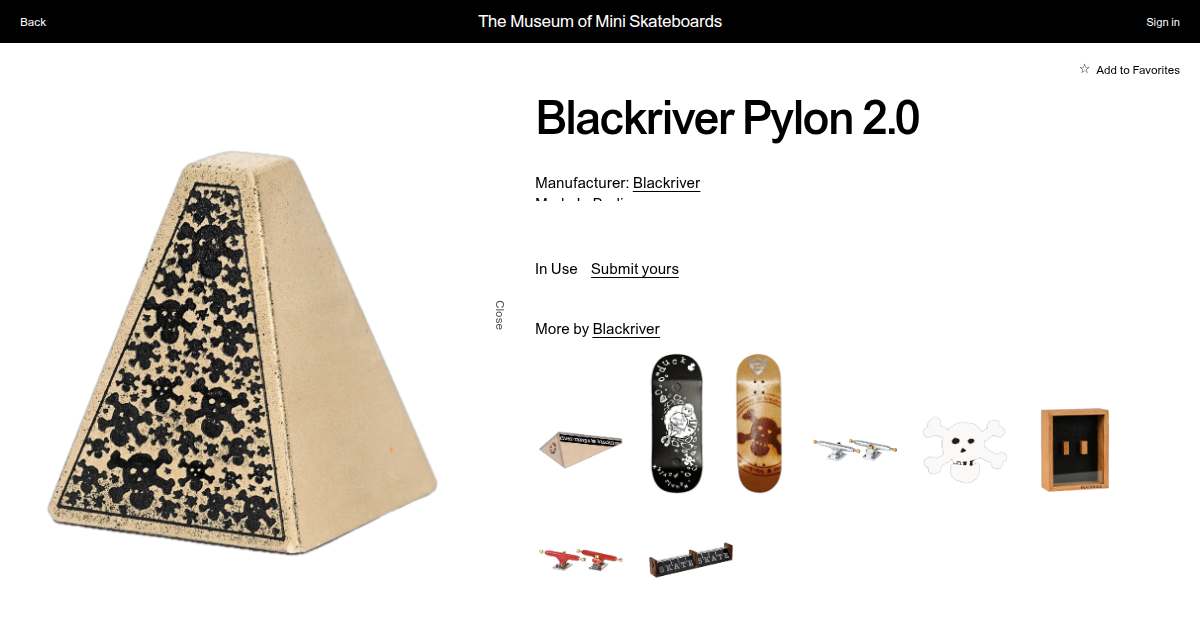 Back
The Museum of Mini Skateboards
Sign in
☆ Add to Favorites
Blackriver Pylon 2.0
Manufacturer: Blackriver
In Use Submit yours
Close
More by Blackriver